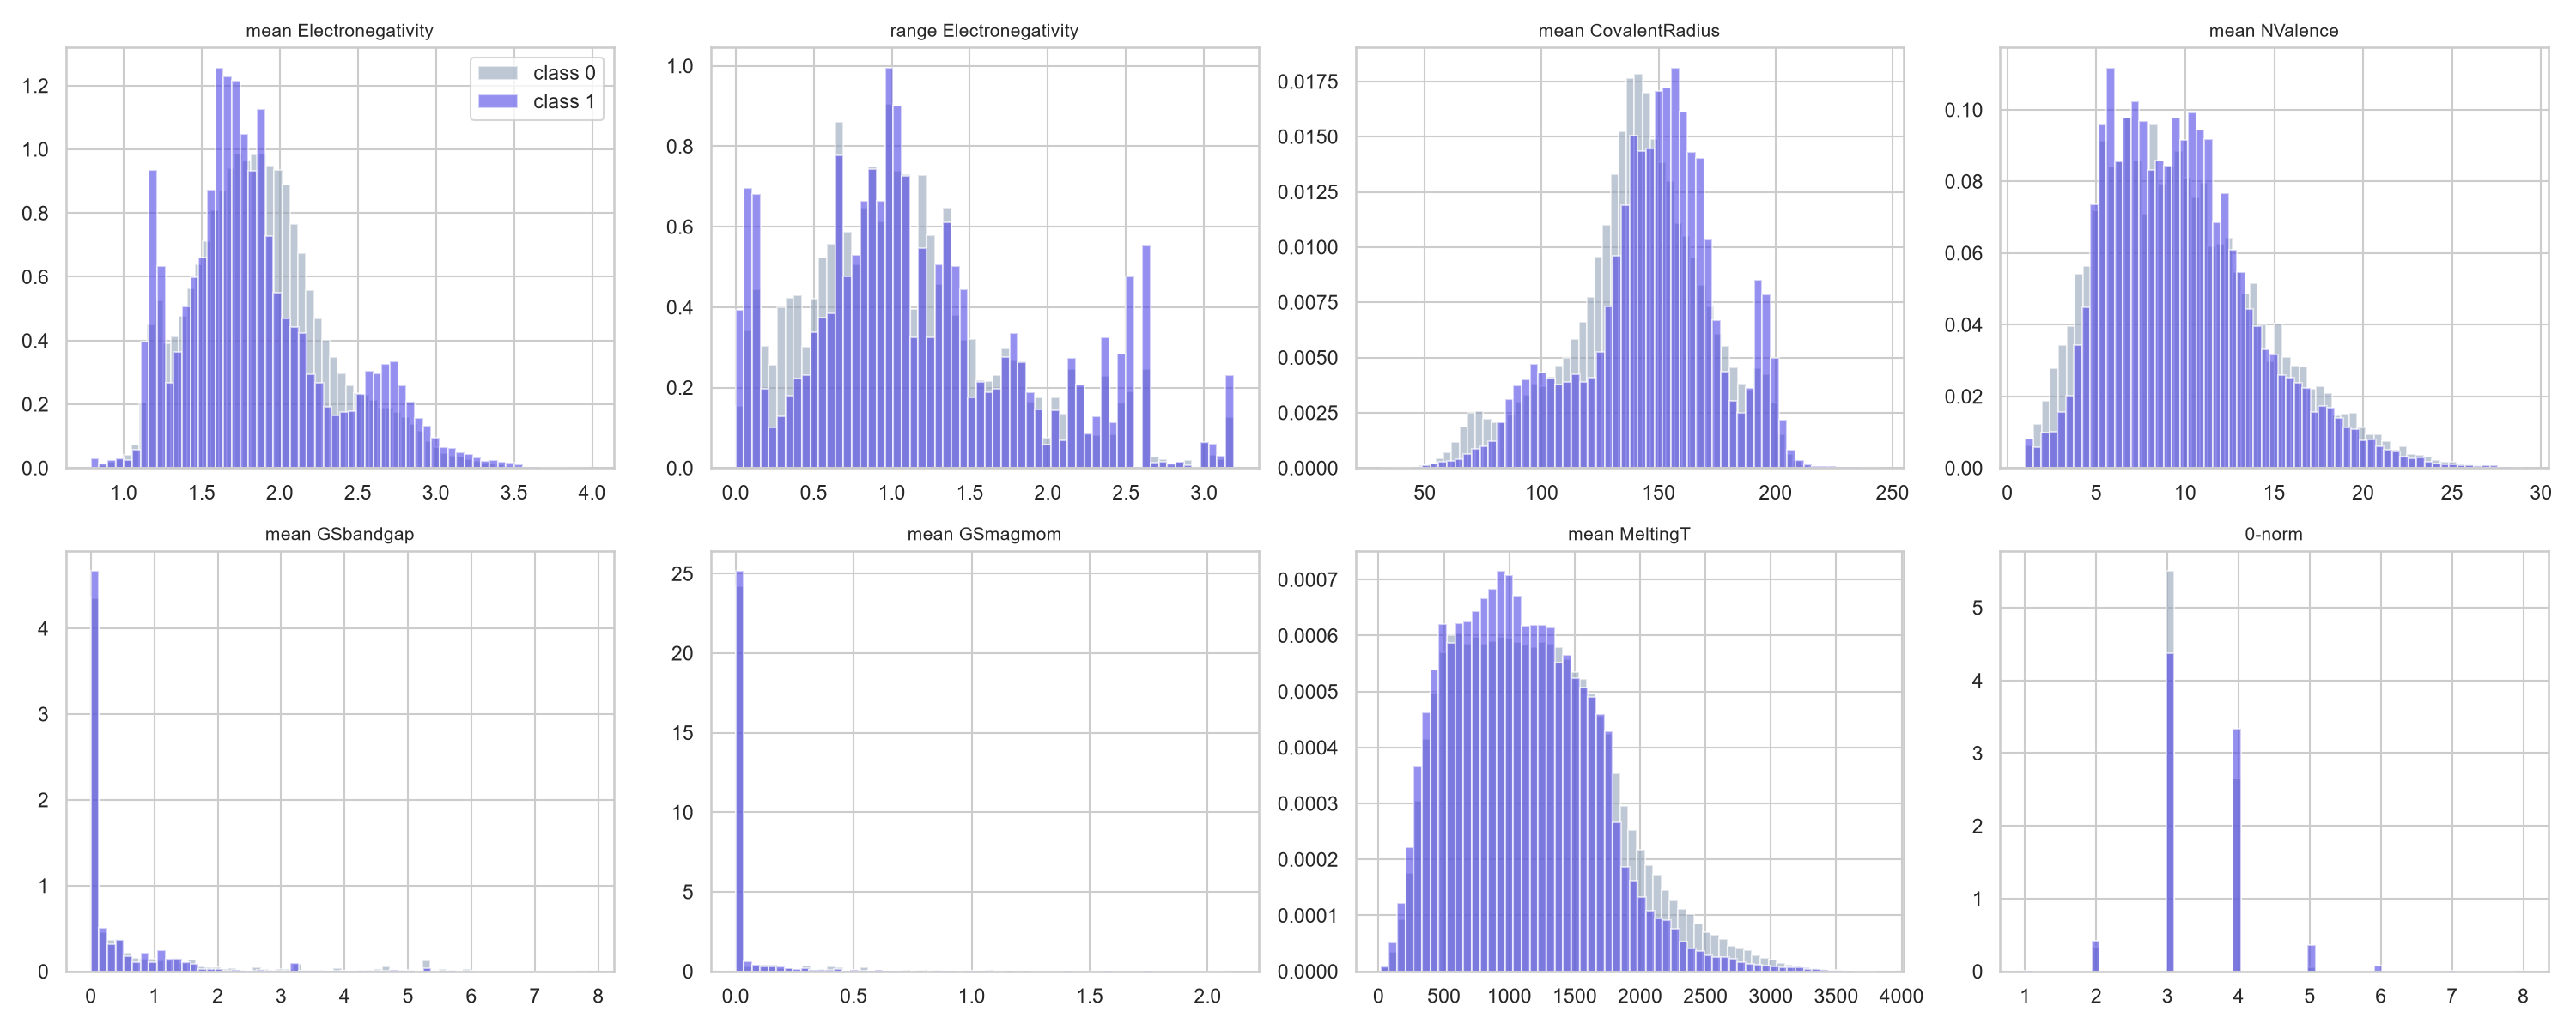 mean Electronegativity
class 0
class 1
1.2
1.0
0.8
0.6
0.4
0.2
0.0
1.0 1.5 2.0 2.5 3.0 3.5 4.0
range Electronegativity
1.0
0.8
0.6
0.4
0.2
0.0
0.0 0.5 1.0 1.5 2.0 2.5 3.0
mean CovalentRadius
0.0175
0.0150
0.0125
0.0100
0.0075
0.0050
0.0025
0.0000
50 100 150 200 250
mean NValence
0.10
0.08
0.06
0.04
0.02
0.00
0 5 10 15 20 25 30
mean GSbandgap
4
3
2
1
0
0 1 2 3 4 5 6 7 8
mean GSmagmom
25
20
15
10
5
0
0.0 0.5 1.0 1.5 2.0
mean MeltingT
0.0007
0.0006
0.0005
0.0004
0.0003
0.0002
0.0001
0.0000
0 500 1000 1500 2000 2500 3000 3500 4000
0-norm
5
4
3
2
1
0
1 2 3 4 5 6 7 8